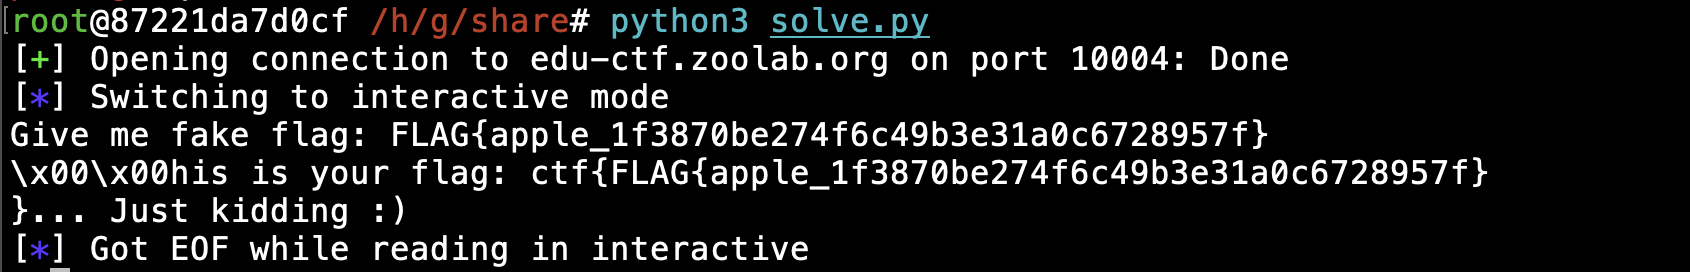 root@87221da7d0cf /h/g/share# python3 solve.py
[+] Opening connection to edu-ctf.zoolab.org on port 10004: Done
[*] Switching to interactive mode
Give me fake flag: FLAG{apple_1f3870be274f6c49b3e31a0c6728957f}
\x00\x00his is your flag: ctf{FLAG{apple_1f3870be274f6c49b3e31a0c6728957f}
}... Just kidding :)
[*] Got EOF while reading in interactive